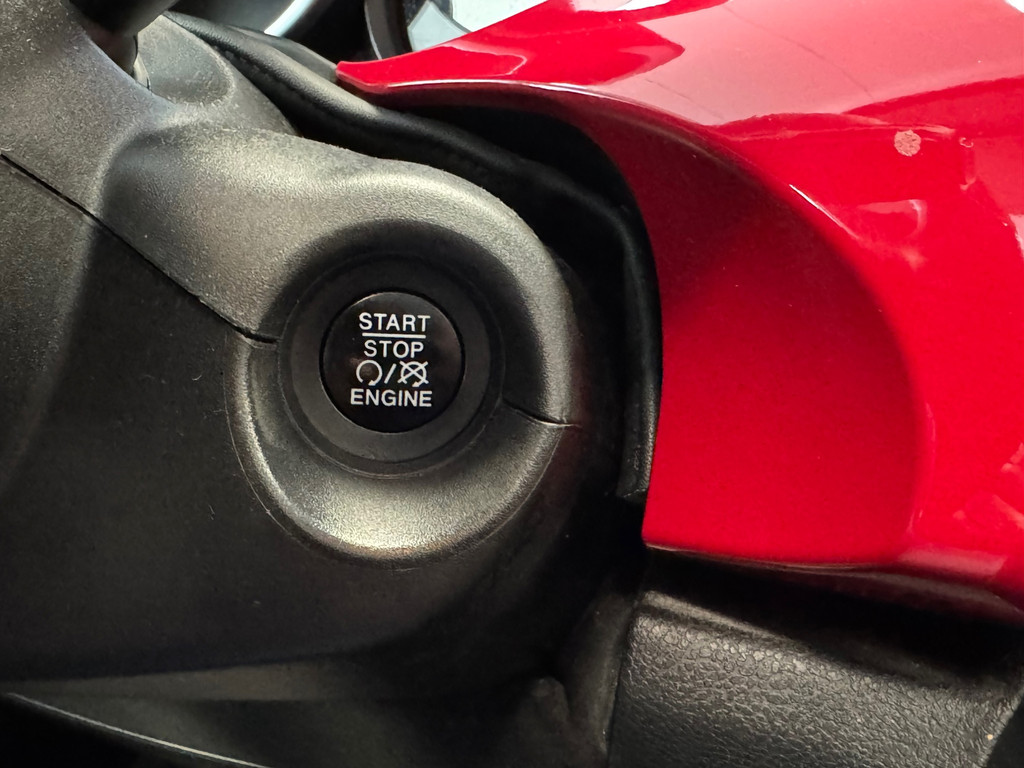 START
STOP
/
ENGINE